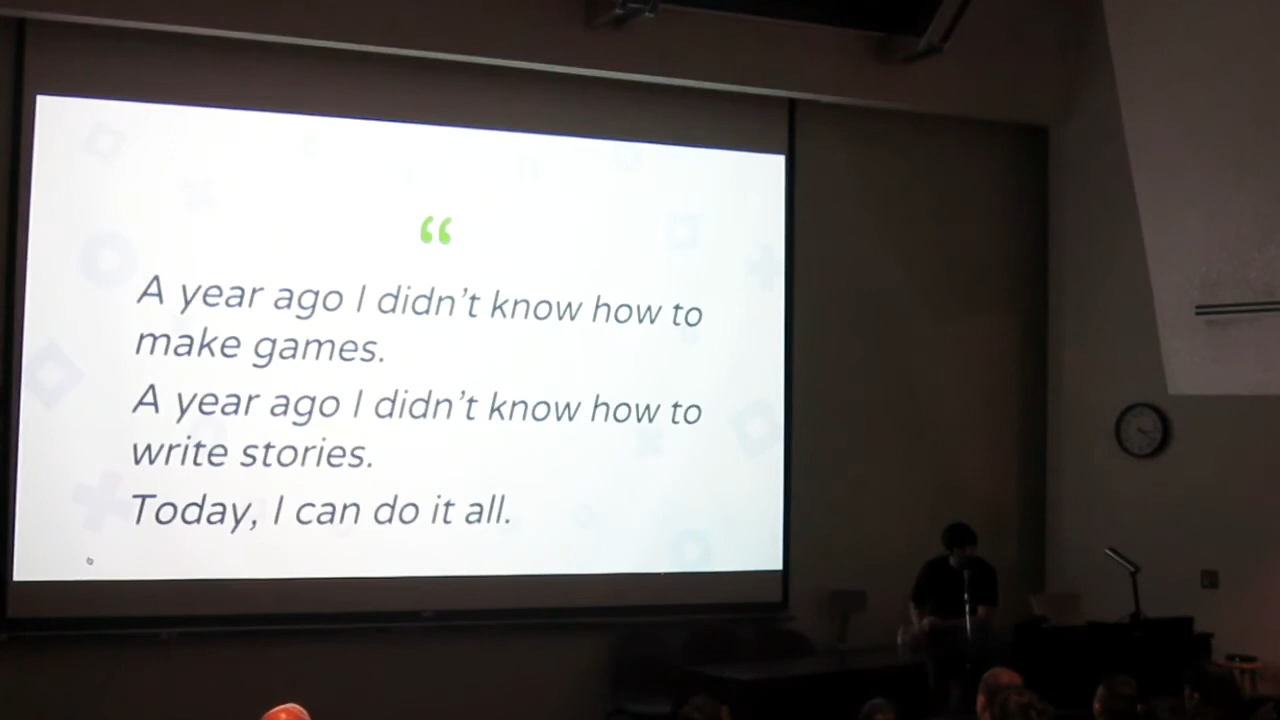 “
A year ago I didn’t know how to
make games.
A year ago I didn’t know how to
write stories.
Today, I can do it all.